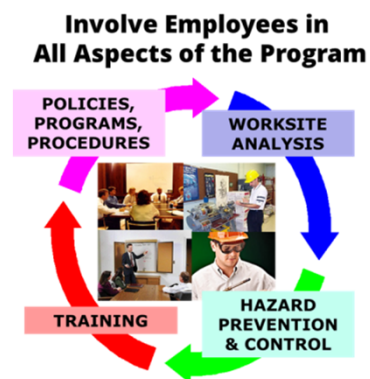 Involve Employees in
All Aspects of the Program
POLICIES,
PROGRAMS,
PROCEDURES
WORKSITE
ANALYSIS
TRAINING
HAZARD
PREVENTION
& CONTROL